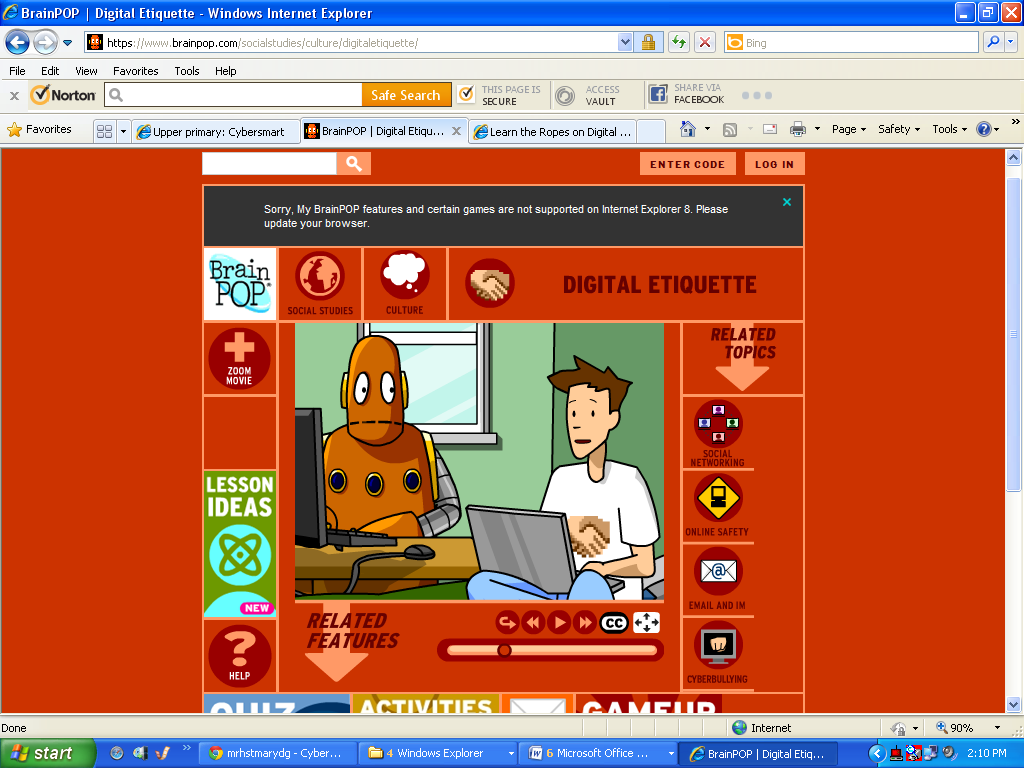 BrainPOP | Digital Etiquette - Windows Internet Explorer
https://www.brainpop.com/socialstudies/culture/digitaletiquette/
Bing
File Edit View Favorites Tools Help
x Norton Safe Search THIS PAGE IS SECURE ACCESS VAULT SHARE VIA FACEBOOK
Favorites Upper primary: Cybersmart BrainPOP | Digital Etiqu... Learn the Ropes on Digital ... Page Safety Tools
ENTER CODE LOG IN
Sorry, My BrainPOP features and certain games are not supported on Internet Explorer 8. Please
update your browser.
Brain
POP
SOCIAL STUDIES
CULTURE
DIGITAL ETIQUETTE
ZOOM
MOVIE
RELATED
TOPICS
SOCIAL
NETWORKING
LESSON
IDEAS
NEW
ONLINE SAFETY
EMAIL AND IM
CYBERBULLYING
RELATED
FEATURES
CC
HELP
QUIZ ACTIVITIES GAMEUP
Done Internet 90%
start mrhstmarydg - Cyber... 4 Windows Explorer 6 Microsoft Office ... BrainPOP | Digital Etiq... 2:10 PM